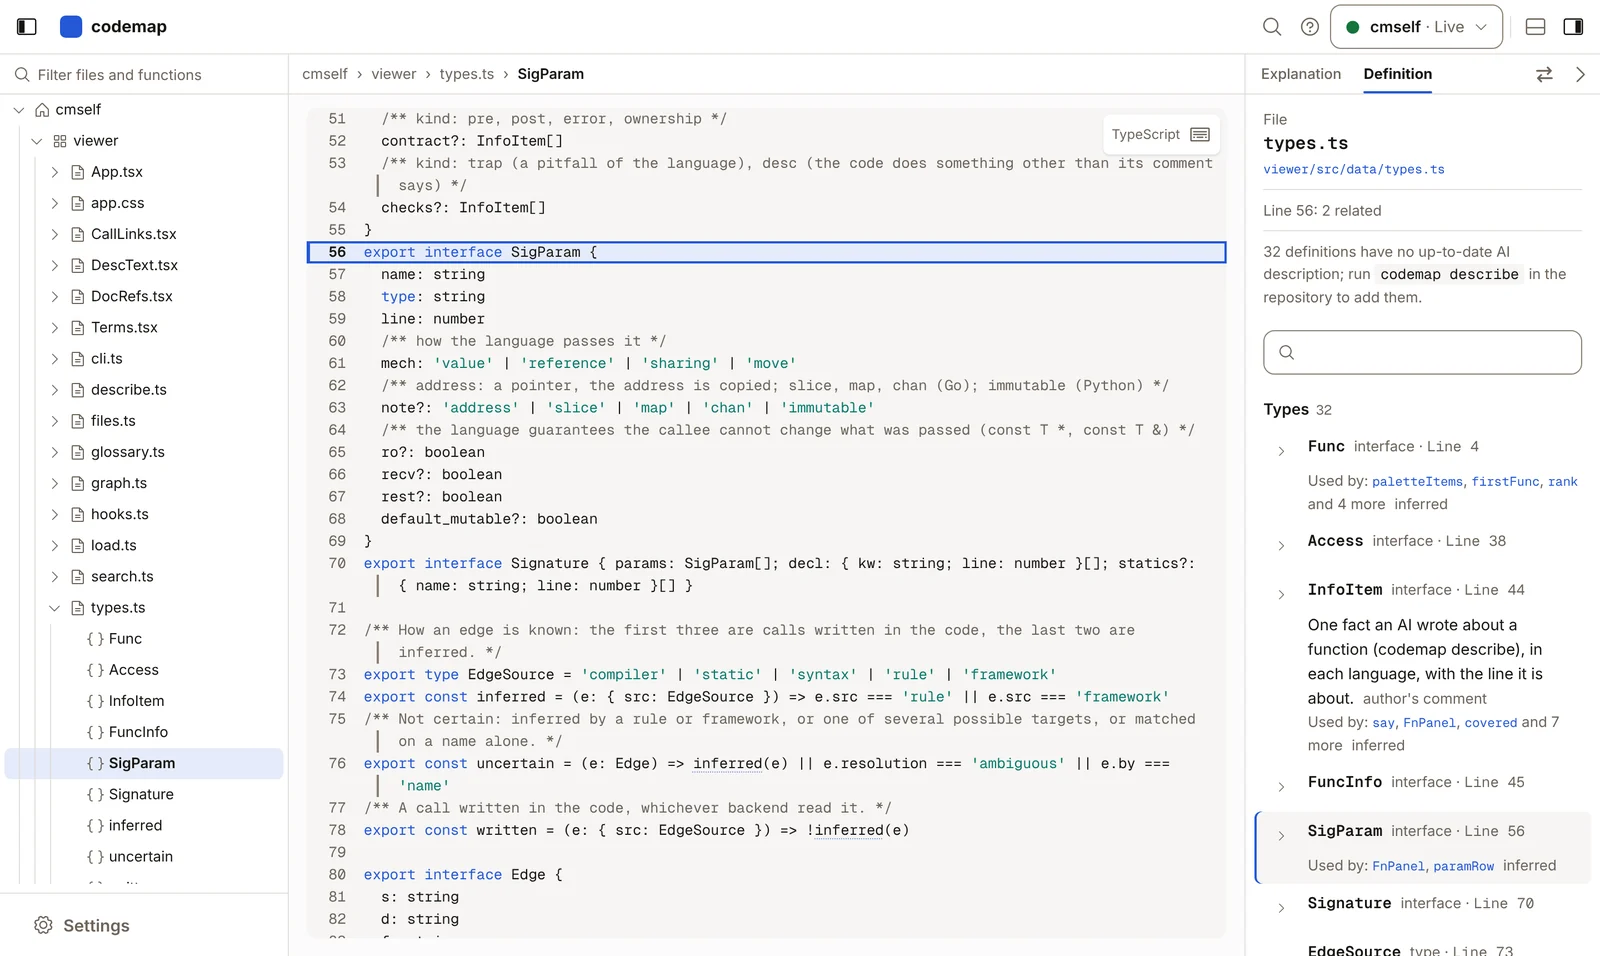 codemap
cmself · Live
Filter files and functions
cmself › viewer › types.ts › SigParam
Explanation Definition
cmself
viewer
App.tsx
app.css
CallLinks.tsx
DescText.tsx
DocRefs.tsx
Terms.tsx
cli.ts
describe.ts
files.ts
glossary.ts
graph.ts
hooks.ts
load.ts
search.ts
types.ts
{ } Func
{ } Access
{ } InfoItem
{ } FuncInfo
{ } SigParam
{ } Signature
{ } inferred
{ } uncertain
Settings
TypeScript
51 /** kind: pre, post, error, ownership */
52 contract?: InfoItem[]
53 /** kind: trap (a pitfall of the language), desc (the code does something other than its comment
says) */
54 checks?: InfoItem[]
55 }
56 export interface SigParam {
57 name: string
58 type: string
59 line: number
60 /** how the language passes it */
61 mech: 'value' | 'reference' | 'sharing' | 'move'
62 /** address: a pointer, the address is copied; slice, map, chan (Go); immutable (Python) */
63 note?: 'address' | 'slice' | 'map' | 'chan' | 'immutable'
64 /** the language guarantees the callee cannot change what was passed (const T *, const T &) */
65 ro?: boolean
66 recv?: boolean
67 rest?: boolean
68 default_mutable?: boolean
69 }
70 export interface Signature { params: SigParam[]; decl: { kw: string; line: number }[]; statics?:
{ name: string; line: number }[] }
71
72 /** How an edge is known: the first three are calls written in the code, the last two are
inferred. */
73 export type EdgeSource = 'compiler' | 'static' | 'syntax' | 'rule' | 'framework'
74 export const inferred = (e: { src: EdgeSource }) => e.src === 'rule' || e.src === 'framework'
75 /** Not certain: inferred by a rule or framework, or one of several possible targets, or matched
on a name alone. */
76 export const uncertain = (e: Edge) => inferred(e) || e.resolution === 'ambiguous' || e.by ===
'name'
77 /** A call written in the code, whichever backend read it. */
78 export const written = (e: { src: EdgeSource }) => !inferred(e)
79
80 export interface Edge {
81 s: string
82 d: string
File
types.ts
viewer/src/data/types.ts
Line 56: 2 related
32 definitions have no up-to-date AI
description; run codemap describe in the
repository to add them.
Types 32
Func interface · Line 4
Used by: paletteItems, firstFunc, rank
and 4 more inferred
Access interface · Line 38
InfoItem interface · Line 44
One fact an AI wrote about a
function (codemap describe), in
each language, with the line it is
about. author's comment
Used by: say, FnPanel, covered and 7
more inferred
FuncInfo interface · Line 45
SigParam interface · Line 56
Used by: FnPanel, paramRow inferred
Signature interface · Line 70
EdgeSource type · Line 73